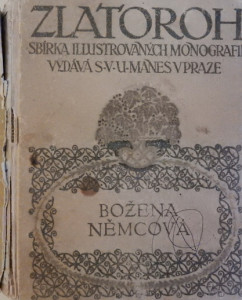 ZLATOROH
SBÍRKA ILLUSTROVANÝCH MONOGRAFIÍ
VYDÁVÁ S·V·U·MÁNES V PRAZE
BOŽENA
NĚMCOVÁ